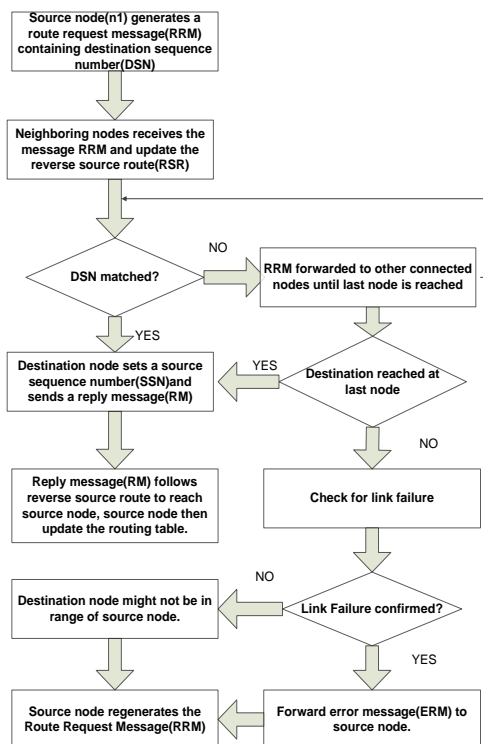 Source node(n1) generates a
route request message(RRM)
containing destination sequence
number(DSN)
Neighboring nodes receives the
message RRM and update the
reverse source route(RSR)
DSN matched?
NO
RRM forwarded to other connected
nodes until last node is reached
YES
Destination node sets a source
sequence number(SSN)and
sends a reply message(RM)
YES
Destination reached at
last node
NO
Reply message(RM) follows
reverse source route to reach
source node, source node then
update the routing table.
Check for link failure
NO
Destination node might not be in
range of source node.
Link Failure confirmed?
YES
Source node regenerates the
Route Request Message(RRM)
Forward error message(ERM) to
source node.